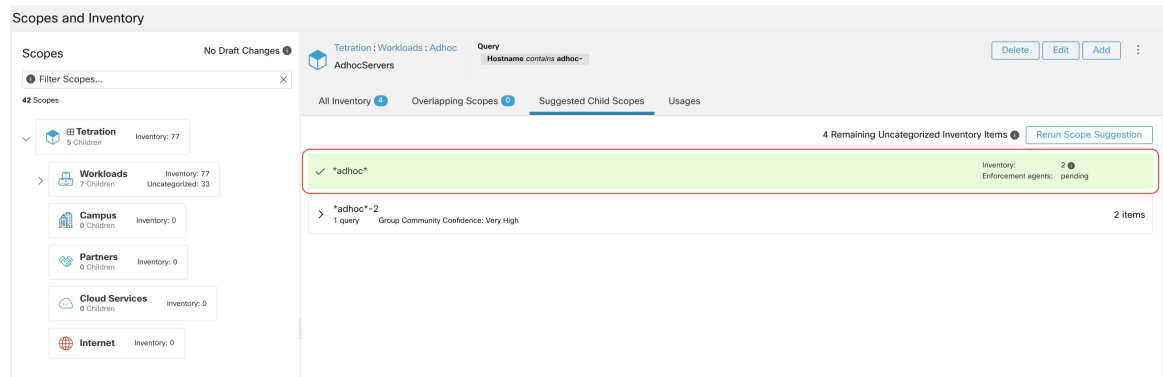 Scopes and Inventory
Scopes
No Draft Changes
Filter Scopes...
42 Scopes
Tetration
5 Children
Inventory: 77
Workloads
7 Children
Inventory: 77
Uncategorized: 33
Campus
0 Children
Inventory: 0
Partners
0 Children
Inventory: 0
Cloud Services
0 Children
Inventory: 0
Internet
Inventory: 0
Tetration : Workloads : Adhoc
AdhocServers
Query
Hostname contains adhoc-
Delete Edit Add
All Inventory 4 Overlapping Scopes 0 Suggested Child Scopes Usages
4 Remaining Uncategorized Inventory Items Rerun Scope Suggestion
*adhoc*
Inventory: 2
Enforcement agents: pending
*adhoc*-2
1 query Group Community Confidence: Very High
2 items